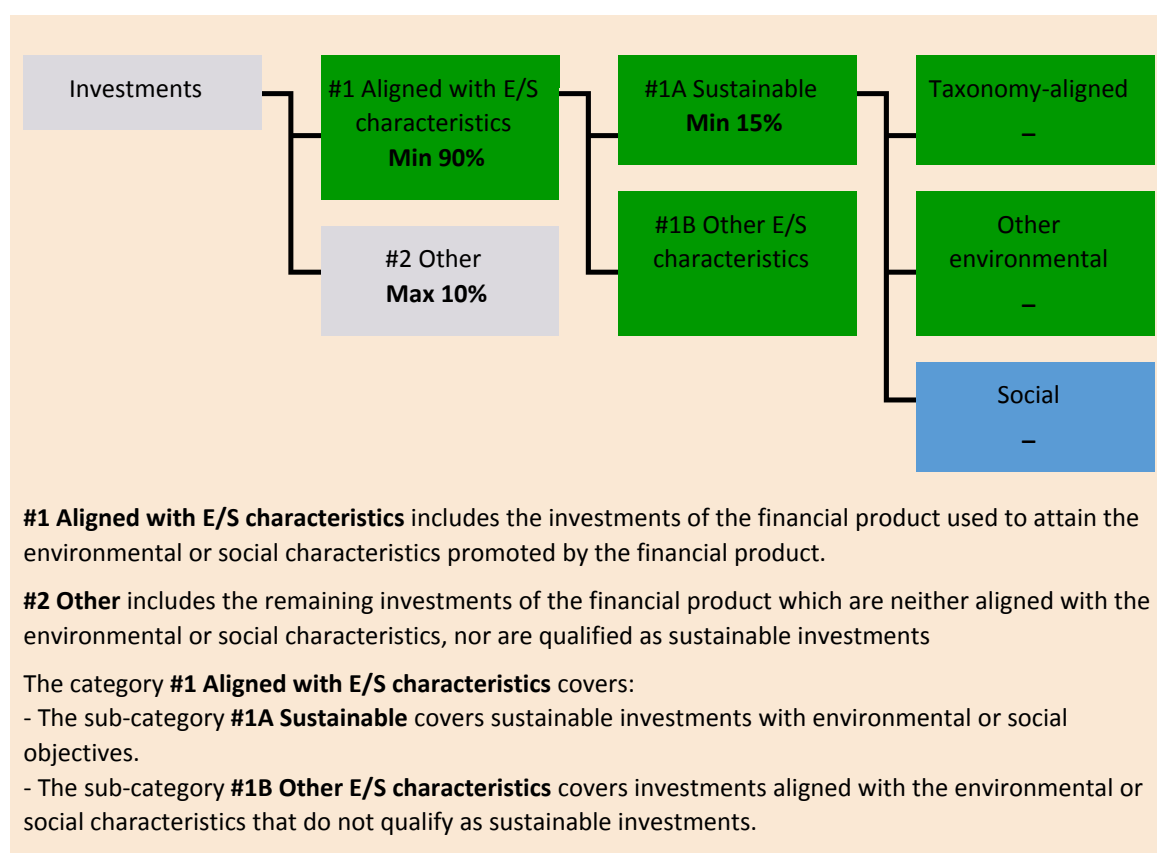 Investments
#1 Aligned with E/S
characteristics
Min 90%
#2 Other
Max 10%
#1A Sustainable
Min 15%
#1B Other E/S
characteristics
Taxonomy-aligned
–
Other
environmental
–
Social
–
#1 Aligned with E/S characteristics includes the investments of the financial product used to attain the
environmental or social characteristics promoted by the financial product.
#2 Other includes the remaining investments of the financial product which are neither aligned with the
environmental or social characteristics, nor are qualified as sustainable investments
The category #1 Aligned with E/S characteristics covers:
- The sub-category #1A Sustainable covers sustainable investments with environmental or social
objectives.
- The sub-category #1B Other E/S characteristics covers investments aligned with the environmental or
social characteristics that do not qualify as sustainable investments.